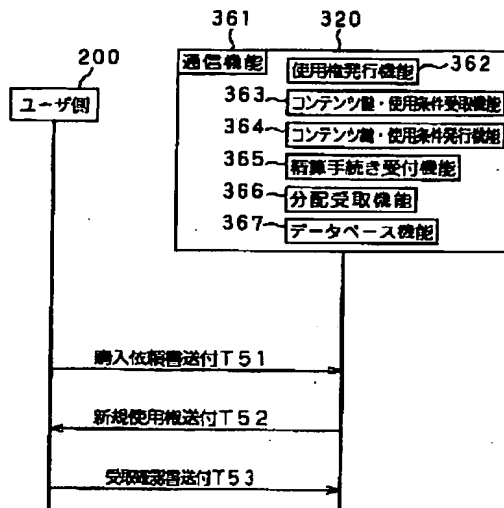 361
320
200
ユーザ側
通信機能
使用権発行機能
362
363
コンテンツ鍵・使用条件受取機能
364
コンテンツ鍵・使用条件発行機能
365
精算手続き受付機能
366
分配受取機能
367
データベース機能
購入依頼書送付T51
新規使用権送付T52
受取確認書送付T53